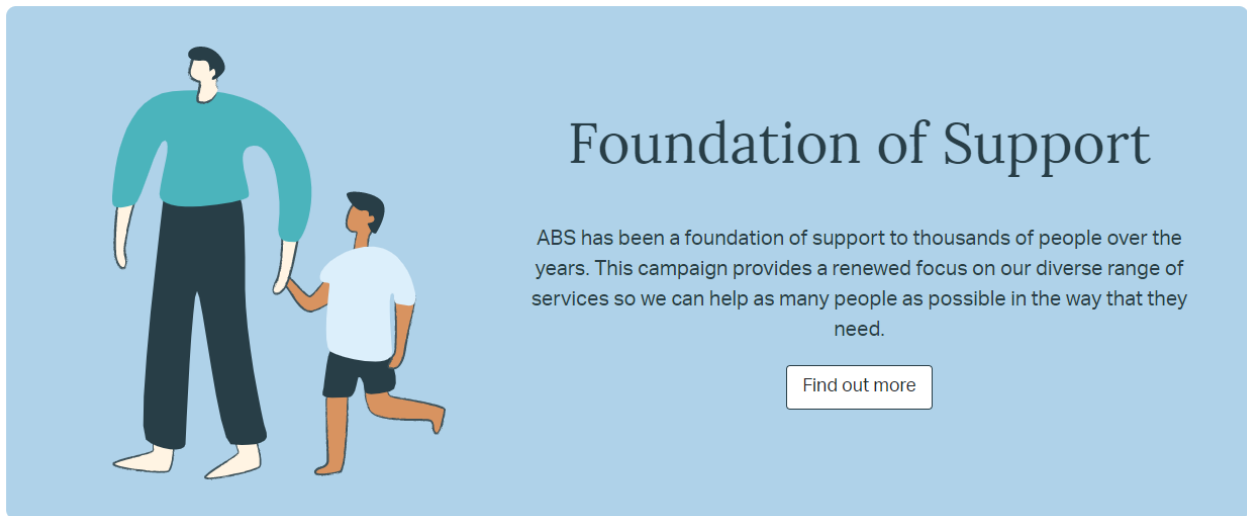 Foundation of Support
ABS has been a foundation of support to thousands of people over the
years. This campaign provides a renewed focus on our diverse range of
services so we can help as many people as possible in the way that they
need.
Find out more